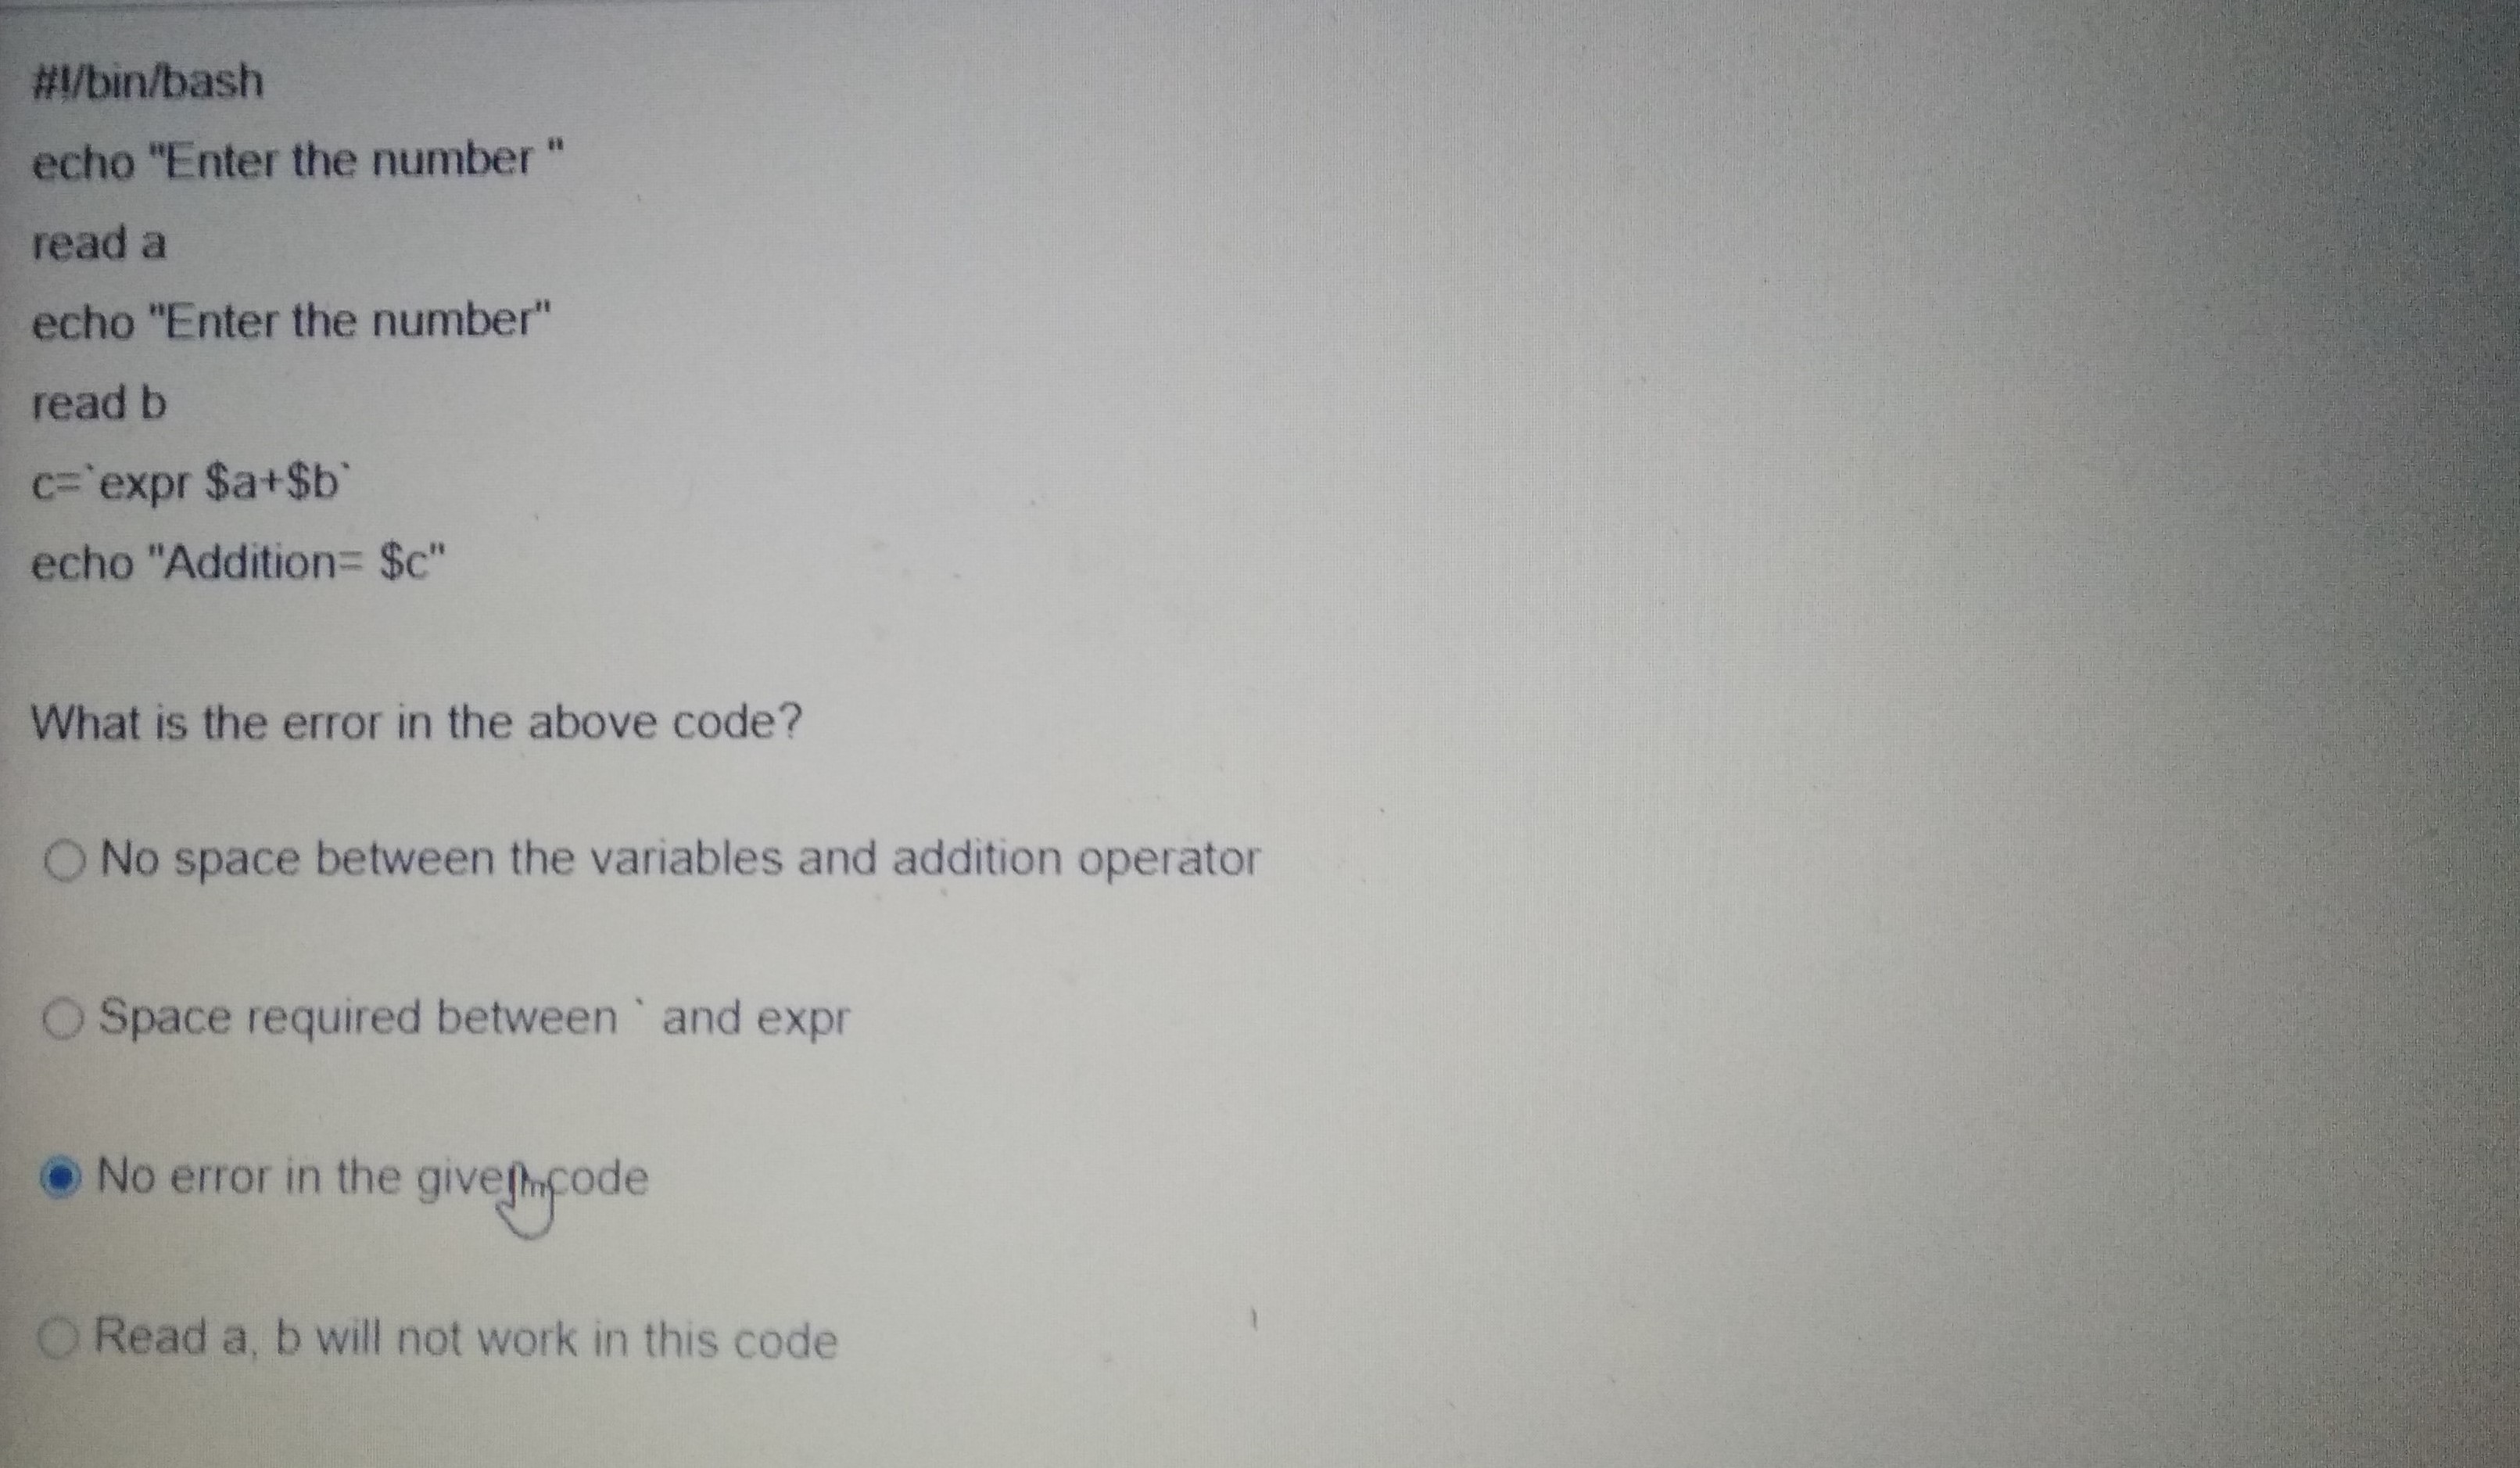 #!/bin/bash
echo "Enter the number "
read a
echo "Enter the number"
read b
c=`expr $a+$b`
echo "Addition= $c"
What is the error in the above code?
No space between the variables and addition operator
Space required between ` and expr
No error in the given code
Read a, b will not work in this code